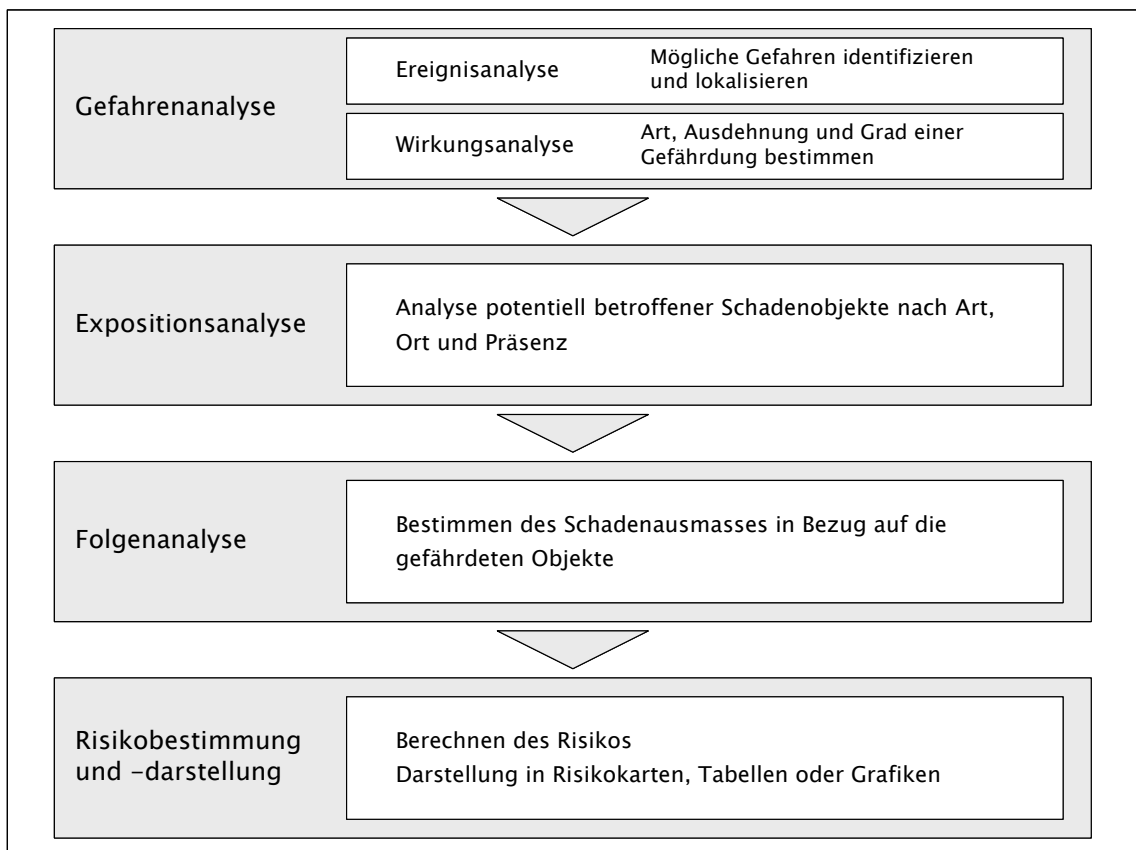 Gefahrenanalyse
Ereignisanalyse
Mögliche Gefahren identifizieren
und lokalisieren
Wirkungsanalyse
Art, Ausdehnung und Grad einer
Gefährdung bestimmen
Expositionsanalyse
Analyse potentiell betroffener Schadenobjekte nach Art,
Ort und Präsenz
Folgenanalyse
Bestimmen des Schadenausmasses in Bezug auf die
gefährdeten Objekte
Risikobestimmung
und –darstellung
Berechnen des Risikos
Darstellung in Risikokarten, Tabellen oder Grafiken